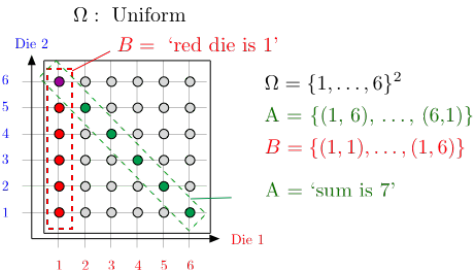 Ω : Uniform
Die 2
B = ‘red die is 1’
6
5
4
3
2
1
1 2 3 4 5 6
Die 1
Ω = {1, . . . , 6}²
A = {(1, 6), . . . , (6,1)}
B = {(1, 1), . . . , (1, 6)}
A = ‘sum is 7’